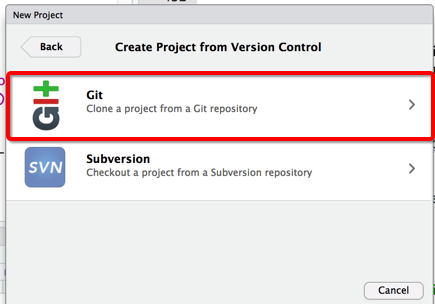 New Project
Back
Create Project from Version Control
Git
Clone a project from a Git repository
SVN
Subversion
Checkout a project from a Subversion repository
Cancel